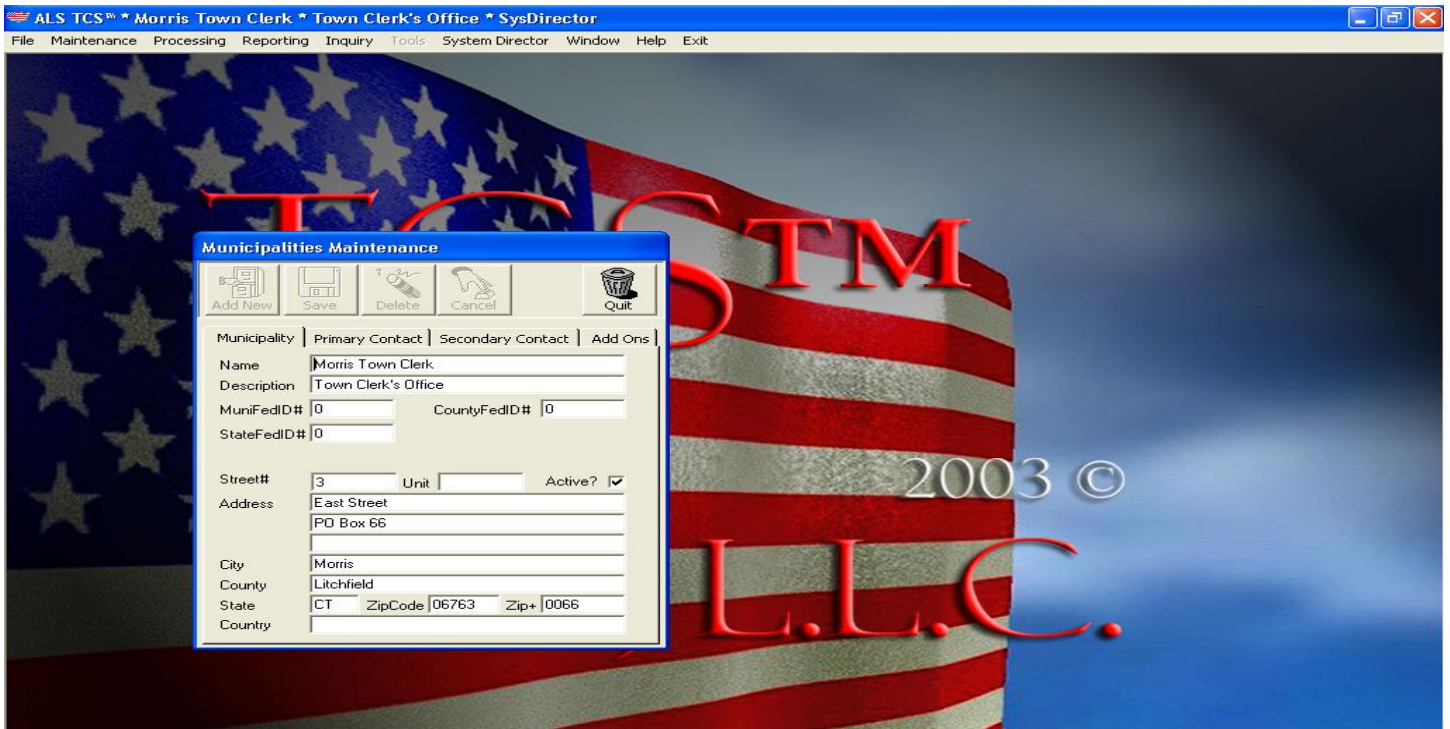 ALS TCS™ * Morris Town Clerk * Town Clerk's Office * SysDirector
File Maintenance Processing Reporting Inquiry Tools System Director Window Help Exit
TCS™
Municipalities Maintenance
Add New Save Delete Cancel Quit
Municipality Primary Contact Secondary Contact Add Ons
Name Morris Town Clerk
Description Town Clerk's Office
MuniFedID# 0 CountyFedID# 0
StateFedID# 0
Street# 3 Unit Active?
Address East Street
PO Box 66
City Morris
County Litchfield
State CT ZipCode 06763 Zip+ 0066
Country
2003 ©
L.L.C.